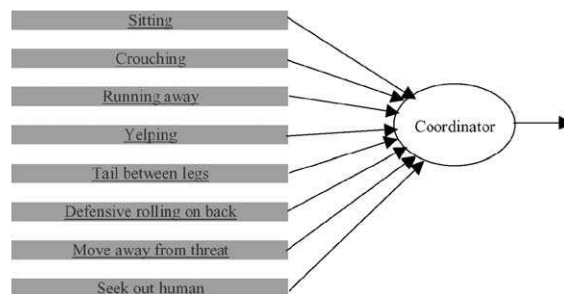 Sitting
Crouching
Running away
Yelping
Tail between legs
Defensive rolling on back
Move away from threat
Seek out human
Coordinator